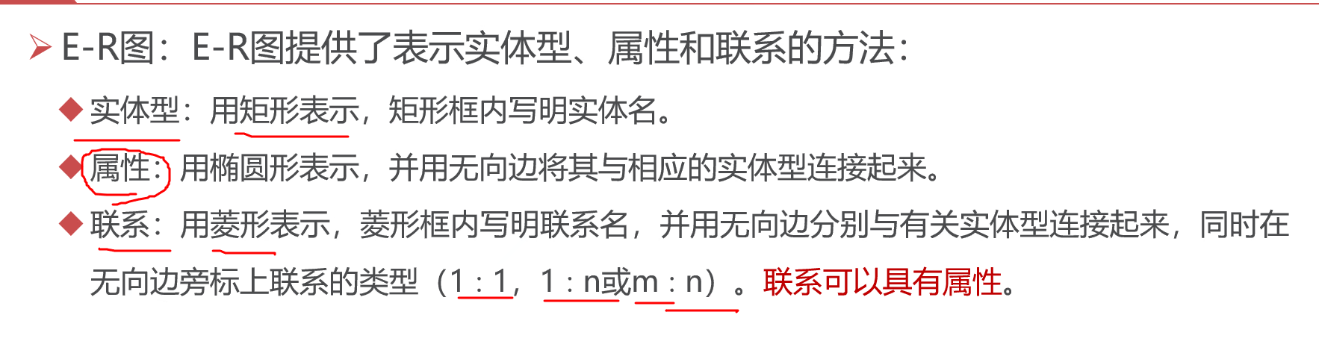 E-R图：E-R图提供了表示实体型、属性和联系的方法：
实体型：用矩形表示，矩形框内写明实体名。
属性：用椭圆形表示，并用无向边将其与相应的实体型连接起来。
联系：用菱形表示，菱形框内写明联系名，并用无向边分别与有关实体型连接起来，同时在
无向边旁标上联系的类型（1 : 1，1 : n或m : n）。联系可以具有属性。